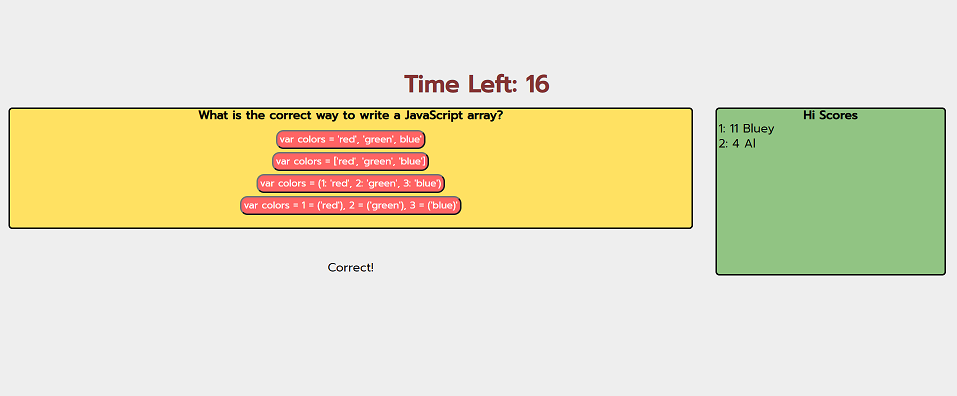 Time Left: 16
What is the correct way to write a JavaScript array?
var colors = 'red', 'green', blue'
var colors = ['red', 'green', 'blue']
var colors = (1: 'red', 2: 'green', 3: 'blue')
var colors = 1 = ('red'), 2 = ('green'), 3 = ('blue)'
Correct!
Hi Scores
1: 11 Bluey
2: 4 Al